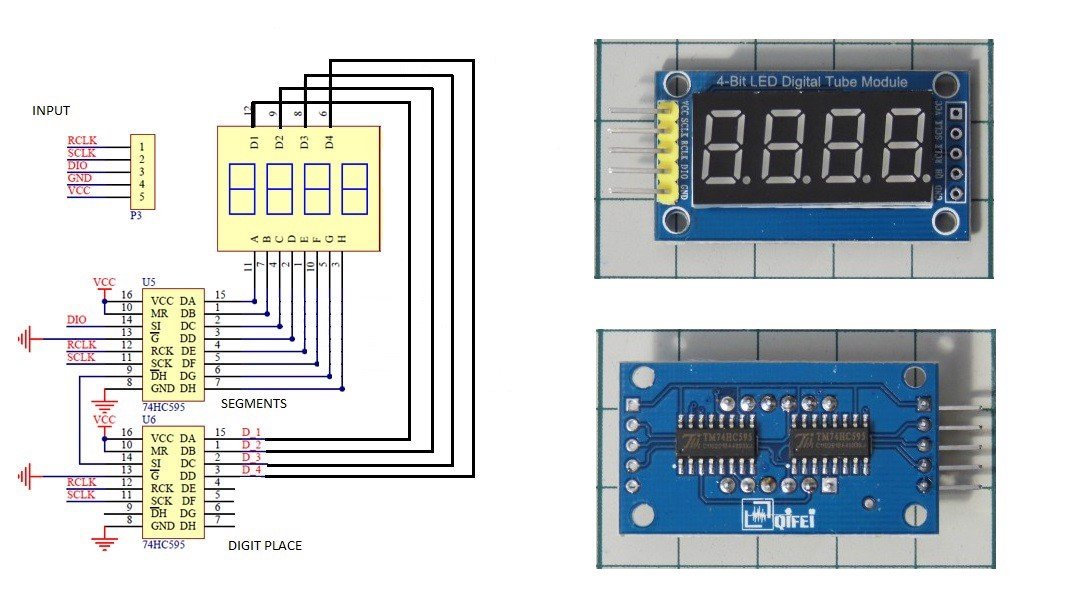 INPUT
RCLK 1
SCLK 2
DIO 3
GND 4
VCC 5
P3
12 9 8 6
D1 D2 D3 D4
A B C D E F G H
11 7 4 2 1 10 5 3
VCC
U5
16 VCC DA 15
10 MR DB 1
DIO 14 SI DC 2
13 G DD 3
RCLK 12 RCK DE 4
SCLK 11 SCK DF 5
9 DH DG 6
8 GND DH 7
74HC595
SEGMENTS
VCC
U6
16 VCC DA 15 D_1
10 MR DB 1 D_2
14 SI DC 2 D_3
13 G DD 3 D_4
RCLK 12 RCK DE 4
SCLK 11 SCK DF 5
9 DH DG 6
8 GND DH 7
74HC595
DIGIT PLACE
4-Bit LED Digital Tube Module
VCC SCLK RCLK DIO GND
TM74HC595
TM74HC595
QIFEI